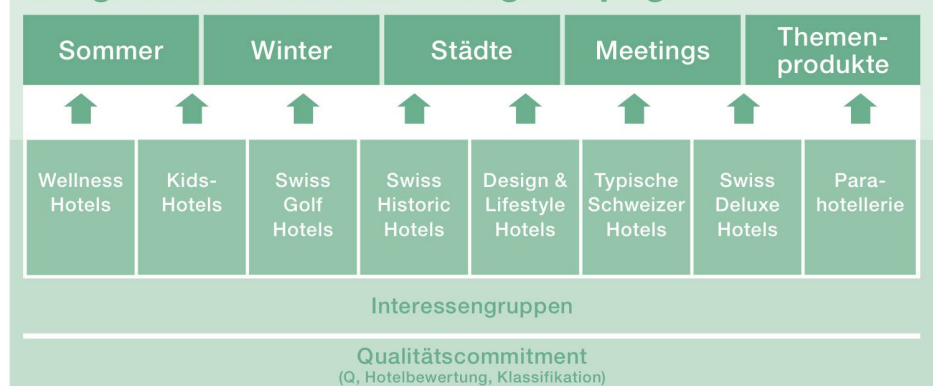 Sommer
Winter
Städte
Meetings
Themen-
produkte
Wellness
Hotels
Kids-
Hotels
Swiss
Golf
Hotels
Swiss
Historic
Hotels
Design &
Lifestyle
Hotels
Typische
Schweizer
Hotels
Swiss
Deluxe
Hotels
Para-
hotellerie
Interessengruppen
Qualitätscommitment
(Q, Hotelbewertung, Klassifikation)